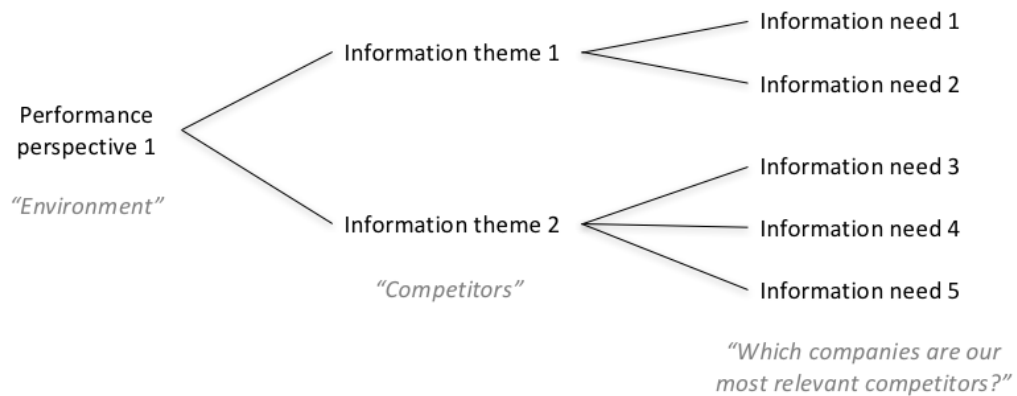 Performance
perspective 1
“Environment”
Information theme 1
Information theme 2
“Competitors”
Information need 1
Information need 2
Information need 3
Information need 4
Information need 5
“Which companies are our
most relevant competitors?”